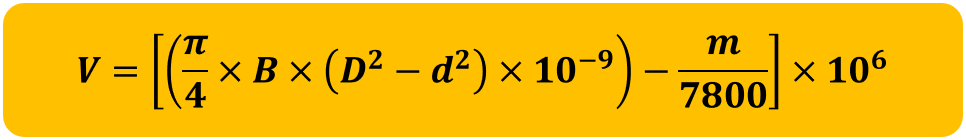 V = [(π/4 × B × (D² − d²) × 10⁻⁹) − m/7800] × 10⁶